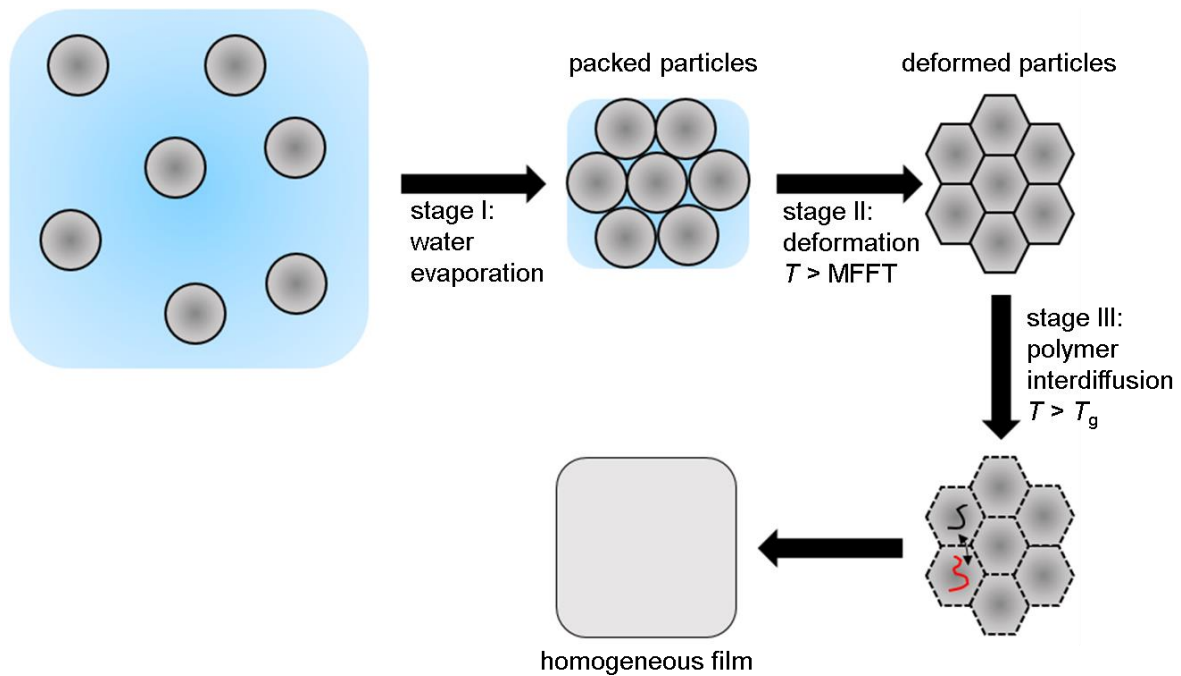 packed particles
deformed particles
stage I:
water
evaporation
stage II:
deformation
T > MFFT
stage III:
polymer
interdiffusion
T > Tg
homogeneous film